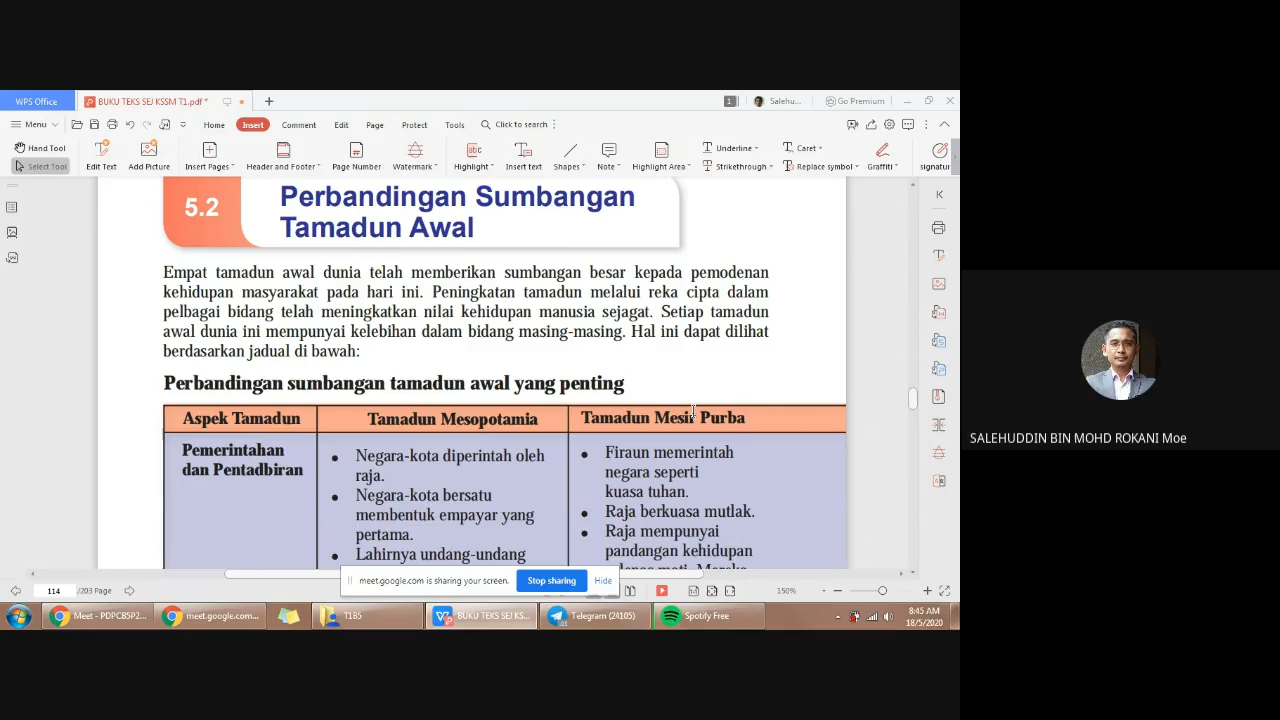 WPS Office
BUKU TEKS SEJ KSSM T1.pdf *
1
Salehu...
Go Premium
Menu
Home
Insert
Comment
Edit
Page
Protect
Tools
Click to search
Hand Tool
Select Tool
Edit Text
Add Picture
Insert Pages
Header and Footer
Page Number
Watermark
Highlight
Insert text
Shapes
Note
Highlight Area
Underline
Strikethrough
Caret
Replace symbol
Graffiti
signatur
5.2
Perbandingan Sumbangan
Tamadun Awal
Empat tamadun awal dunia telah memberikan sumbangan besar kepada pemodenan
kehidupan masyarakat pada hari ini. Peningkatan tamadun melalui reka cipta dalam
pelbagai bidang telah meningkatkan nilai kehidupan manusia sejagat. Setiap tamadun
awal dunia ini mempunyai kelebihan dalam bidang masing-masing. Hal ini dapat dilihat
berdasarkan jadual di bawah:
Perbandingan sumbangan tamadun awal yang penting
Aspek Tamadun
Tamadun Mesopotamia
Tamadun Mesir Purba
Pemerintahan
dan Pentadbiran
• Negara-kota diperintah oleh
raja.
• Negara-kota bersatu
membentuk empayar yang
pertama.
• Lahirnya undang-undang
• Firaun memerintah
negara seperti
kuasa tuhan.
• Raja berkuasa mutlak.
• Raja mempunyai
pandangan kehidupan
meet.google.com is sharing your screen.
Stop sharing
Hide
114
/203 Page
150%
Meet - PDPCB5P2...
meet.google.com...
T1B5
BUKU TEKS SEJ KS...
Telegram (24105)
Spotify Free
8:45 AM
18/5/2020
SALEHUDDIN BIN MOHD ROKANI Moe